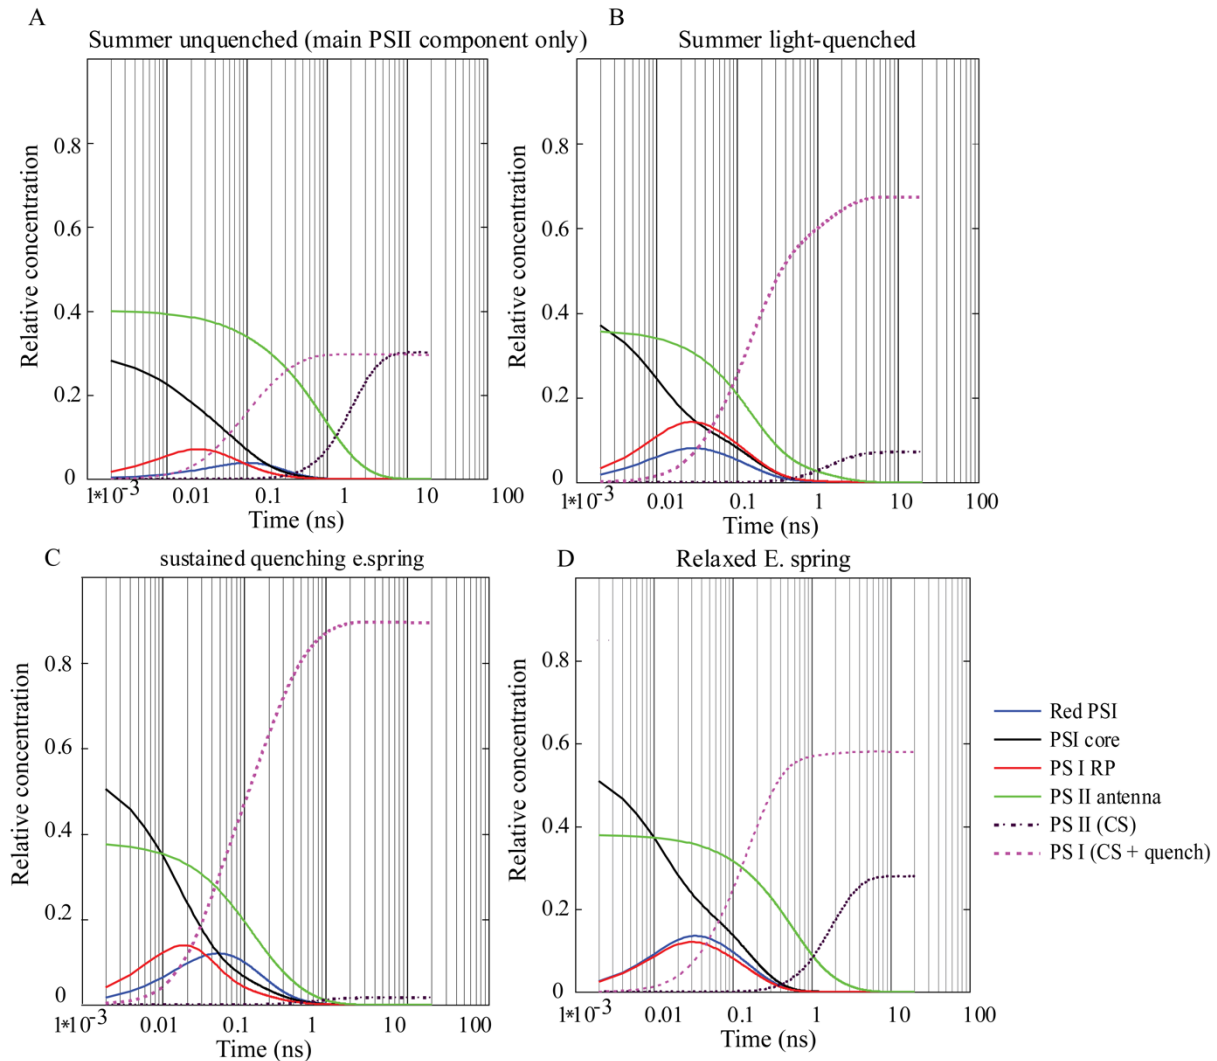 A
Summer unquenched (main PSII component only)
Relative concentration
0.8
0.6
0.4
0.2
0
1*10^-3 0.01 0.1 1 10 100
Time (ns)
B
Summer light-quenched
Relative concentration
0.8
0.6
0.4
0.2
0
1*10^-3 0.01 0.1 1 10 100
Time (ns)
C
sustained quenching e.spring
Relative concentration
0.8
0.6
0.4
0.2
0
1*10^-3 0.01 0.1 1 10 100
Time (ns)
D
Relaxed E. spring
Relative concentration
0.8
0.6
0.4
0.2
0
1*10^-3 0.01 0.1 1 10 100
Time (ns)
Red PSI
PSI core
PS I RP
PS II antenna
PS II (CS)
PS I (CS + quench)